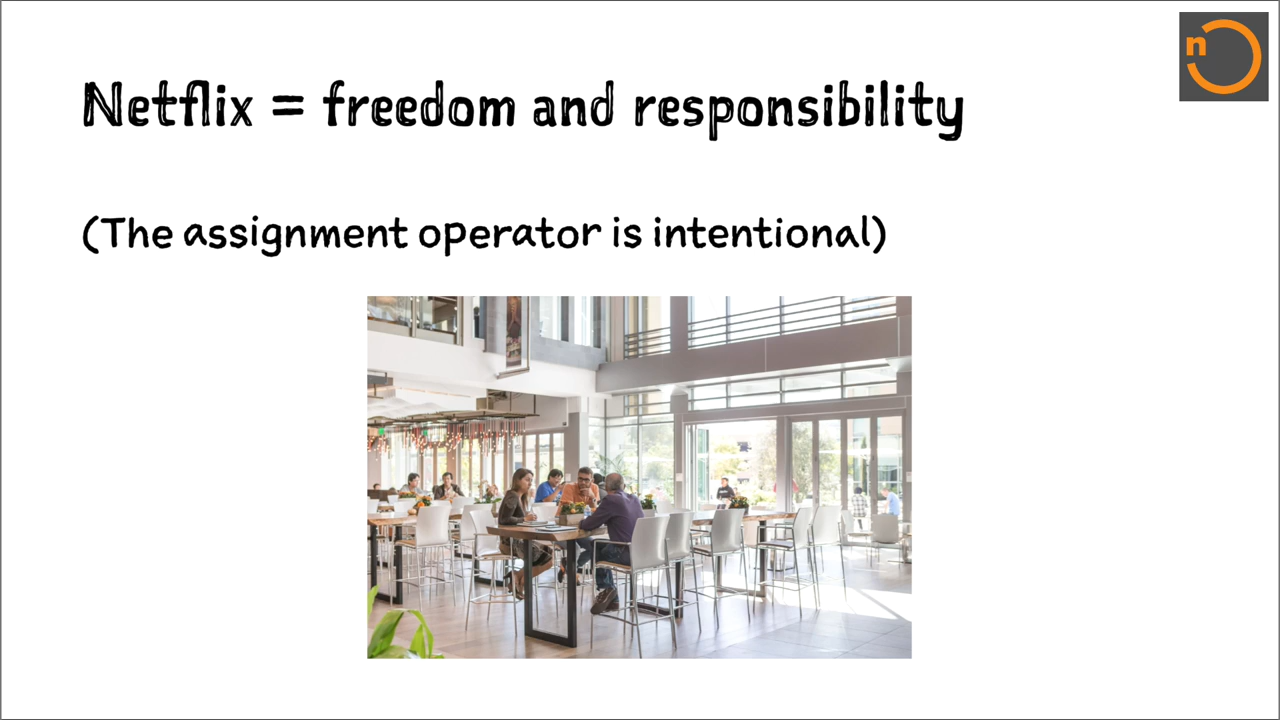 Netflix = freedom and responsibility
n
(The assignment operator is intentional)